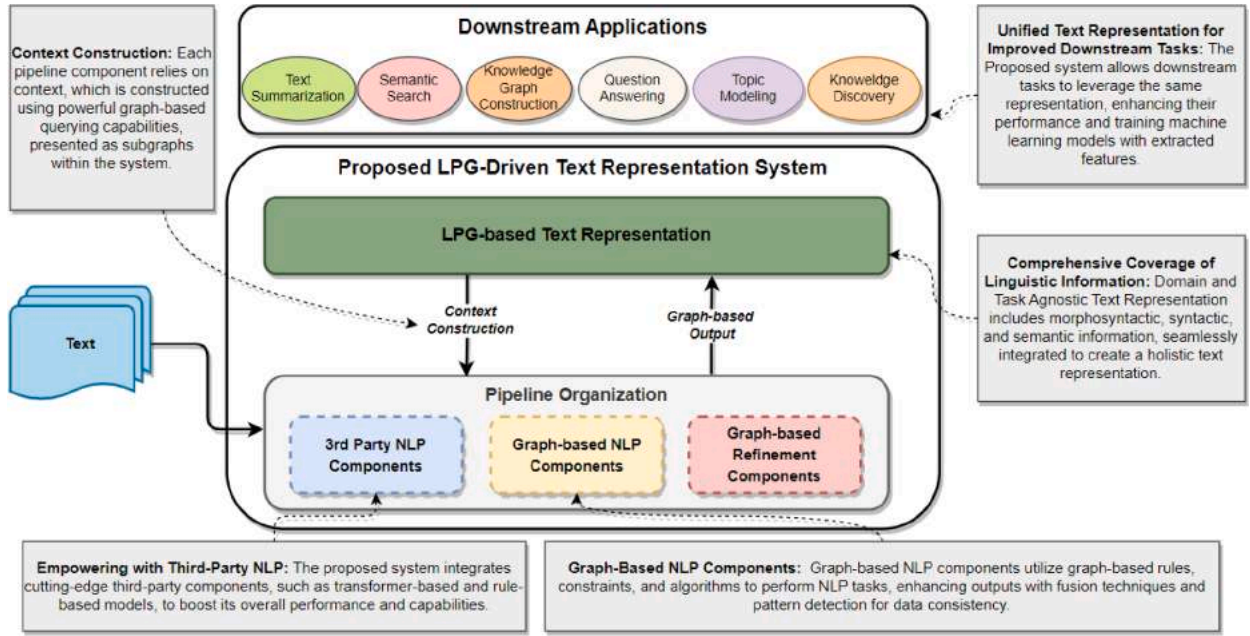 Context Construction: Each
pipeline component relies on
context, which is constructed
using powerful graph-based
querying capabilities,
presented as subgraphs
within the system.
Downstream Applications
Text
Summarization
Semantic
Search
Knowledge
Graph
Construction
Question
Answering
Topic
Modeling
Knoweldge
Discovery
Unified Text Representation for
Improved Downstream Tasks: The
Proposed system allows downstream
tasks to leverage the same
representation, enhancing their
performance and training machine
learning models with extracted
features.
Proposed LPG-Driven Text Representation System
LPG-based Text Representation
Context
Construction
Graph-based
Output
Comprehensive Coverage of
Linguistic Information: Domain and
Task Agnostic Text Representation
includes morphosyntactic, syntactic,
and semantic information, seamlessly
integrated to create a holistic text
representation.
Text
Pipeline Organization
3rd Party NLP
Components
Graph-based NLP
Components
Graph-based
Refinement
Components
Empowering with Third-Party NLP: The proposed system integrates
cutting-edge third-party components, such as transformer-based and rule-
based models, to boost its overall performance and capabilities.
Graph-Based NLP Components: Graph-based NLP components utilize graph-based rules,
constraints, and algorithms to perform NLP tasks, enhancing outputs with fusion techniques and
pattern detection for data consistency.